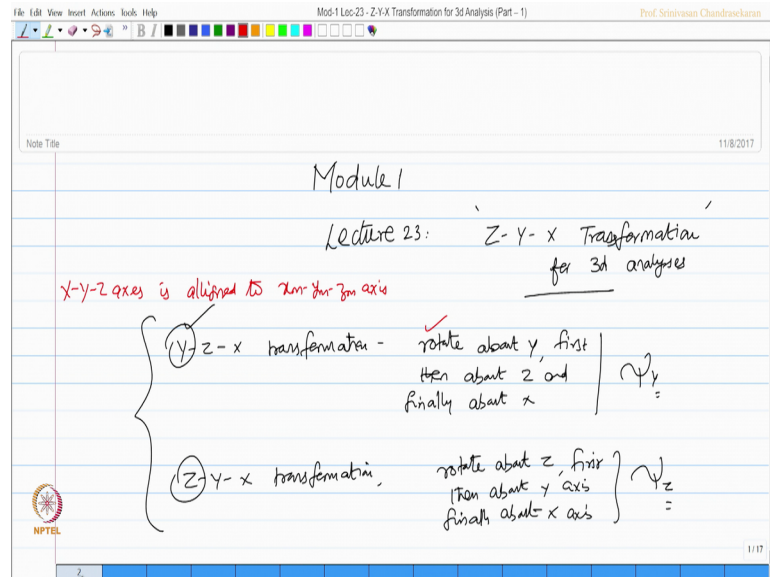 File Edit View Insert Actions Tools Help
Mod-1 Lec-23 - Z-Y-X Transformation for 3d Analysis (Part – 1)
Prof. Srinivasan Chandrasekaran
B I
Note Title
11/8/2017
Module 1
Lecture 23: 'Z-Y-X Trasformation'
for 3d analyses
X-Y-Z axes is alligned to xm-ym-zm axis
Y-Z-X transformation - rotate about y, first
then about z and
finally about x
ψy
Z-Y-X transformation, rotate about z, first
then about y axis
finally about x axis
ψz
NPTEL
1/17
2